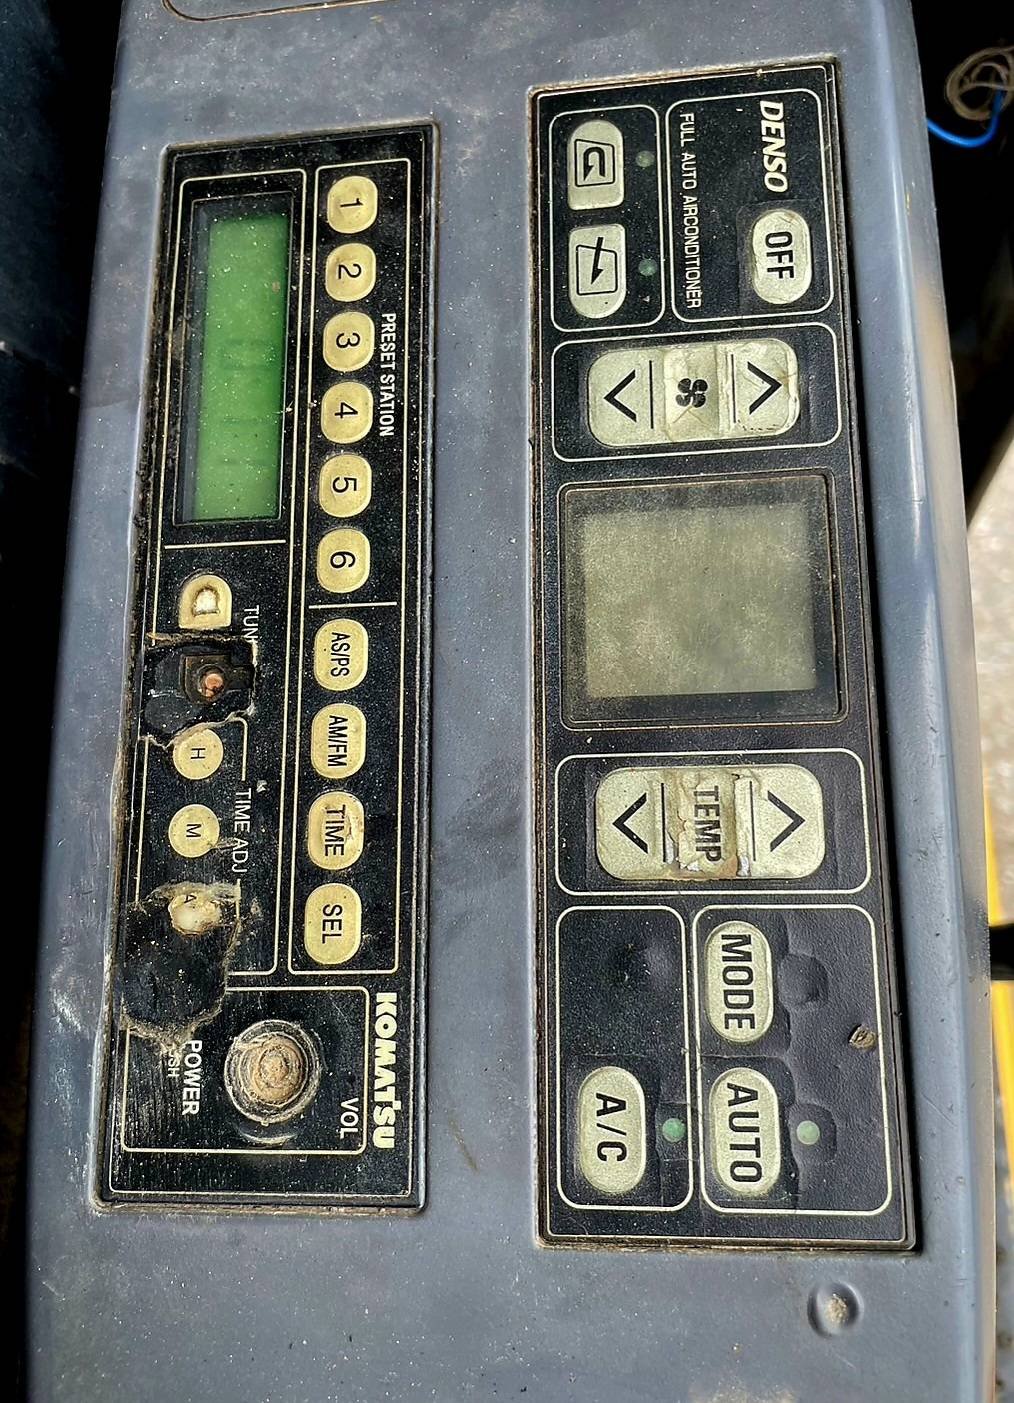 DENSO
OFF
FULL AUTO AIRCONDITIONER
TEMP
MODE
AUTO
A/C
KOMATSU
PRESET STATION
1 2 3 4 5 6 AS/PS AM/FM TIME SEL
TIME ADJ
H M A
VOL
POWER